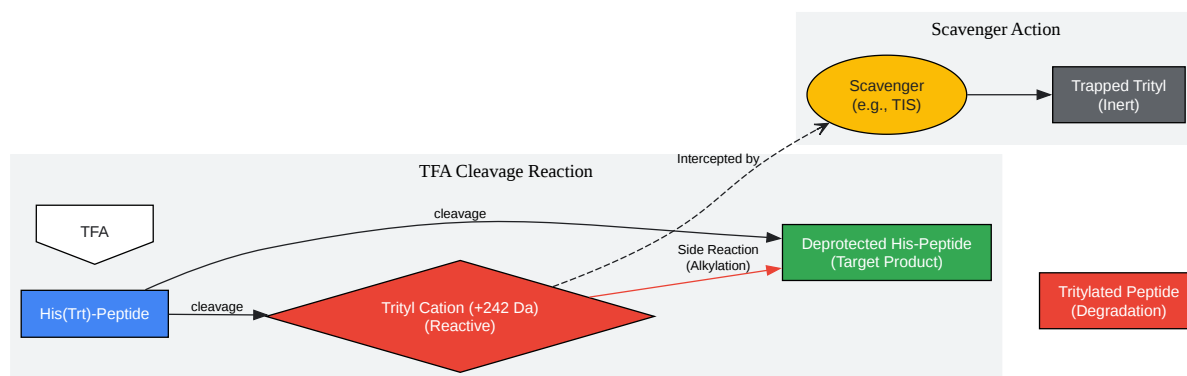 Scavenger Action
Scavenger
(e.g., TIS)
Trapped Trityl
(Inert)
Intercepted by
TFA Cleavage Reaction
TFA
cleavage
Deprotected His-Peptide
(Target Product)
Side Reaction
(Alkylation)
His(Trt)-Peptide
cleavage
Trityl Cation (+242 Da)
(Reactive)
Tritylated Peptide
(Degradation)